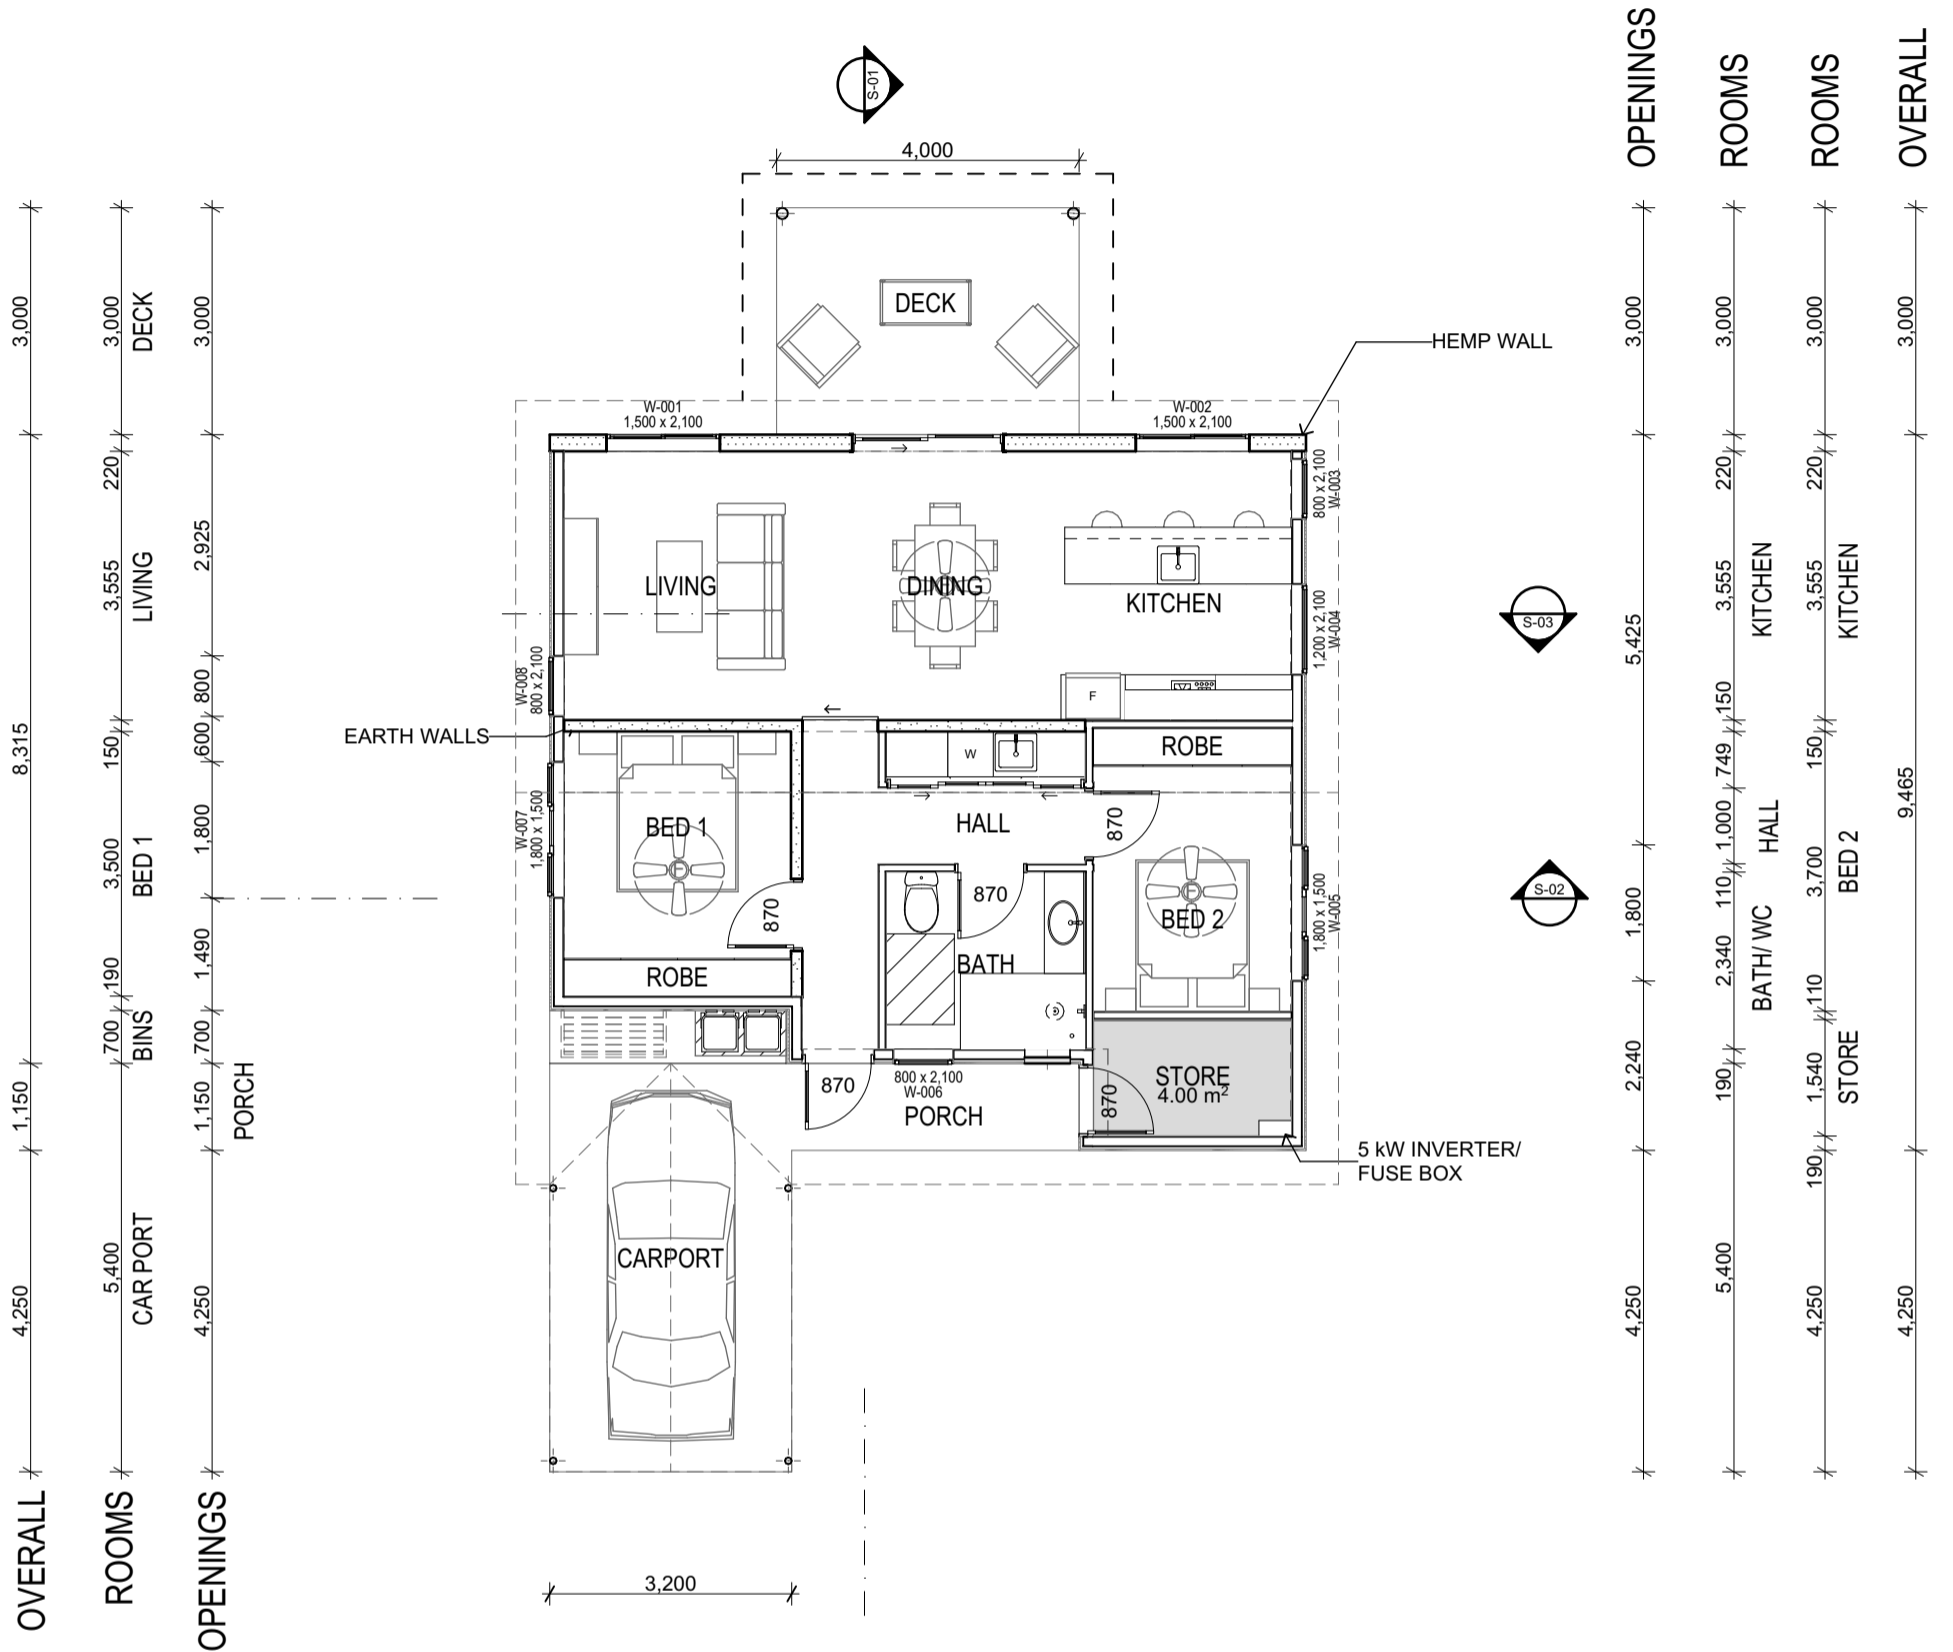 S-01
4,000
DECK
HEMP WALL
W-001
1,500 x 2,100
W-002
1,500 x 2,100
800 x 2,100
W-003
LIVING
DINING
KITCHEN
1,200 x 2,100
W-004
F
W-008
800 x 2,100
EARTH WALLS
W
ROBE
W-007
1,800 x 1,500
BED 1
HALL
870
870
870
BED 2
1,800 x 1,500
W-005
BATH
ROBE
STORE
4.00 m²
870
870
800 x 2,100
W-006
PORCH
5 kW INVERTER/
FUSE BOX
CARPORT
3,200
S-03
S-02
OVERALL
3,000
8,315
1,150
4,250
ROOMS
3,000
DECK
220
3,555
LIVING
150
3,500
BED 1
190
700
BINS
5,400
CARPORT
OPENINGS
3,000
2,925
800
600
1,800
1,490
700
1,150
PORCH
4,250
OPENINGS
3,000
5,425
1,800
2,240
4,250
ROOMS
3,000
220
3,555
KITCHEN
150
749
1,000
HALL
110
2,340
BATH/ WC
190
5,400
ROOMS
3,000
220
3,555
KITCHEN
150
3,700
BED 2
110
1,540
STORE
190
4,250
OVERALL
3,000
9,465
4,250